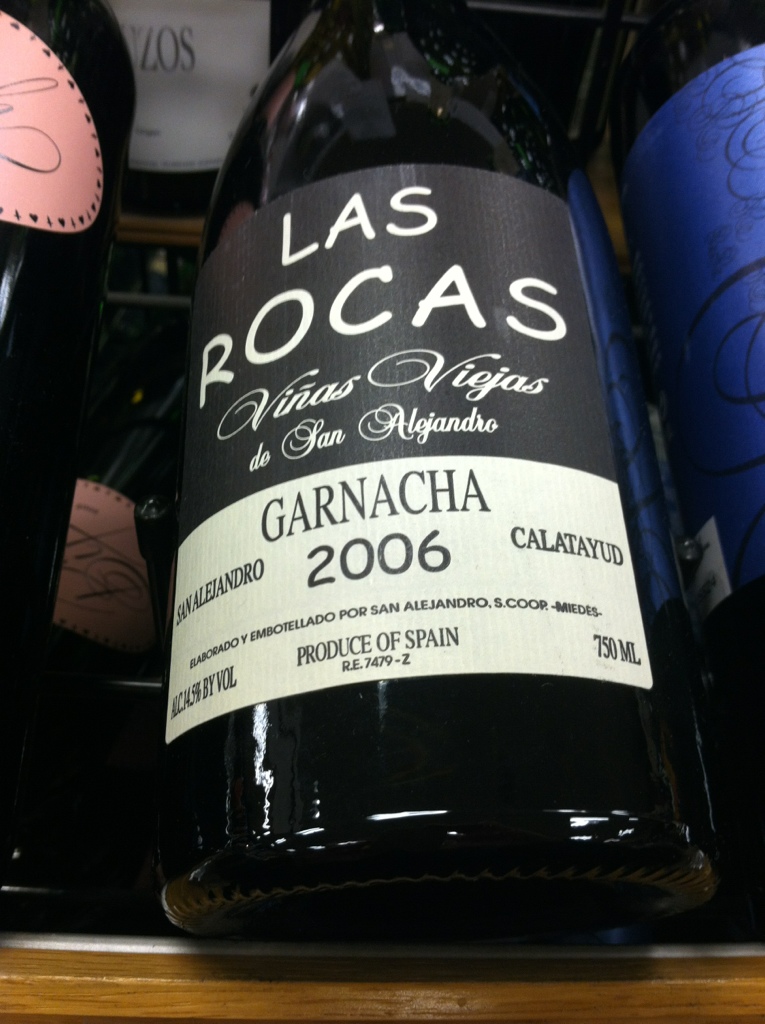 UZOS
LAS
ROCAS
Viñas Viejas
de San Alejandro
GARNACHA
2006
SAN ALEJANDRO
CALATAYUD
ELABORADO Y EMBOTELLADO POR SAN ALEJANDRO, S.COOP. -MIEDES-
PRODUCE OF SPAIN
R.E. 7479-Z
ALC.14.5% BY VOL
750 ML